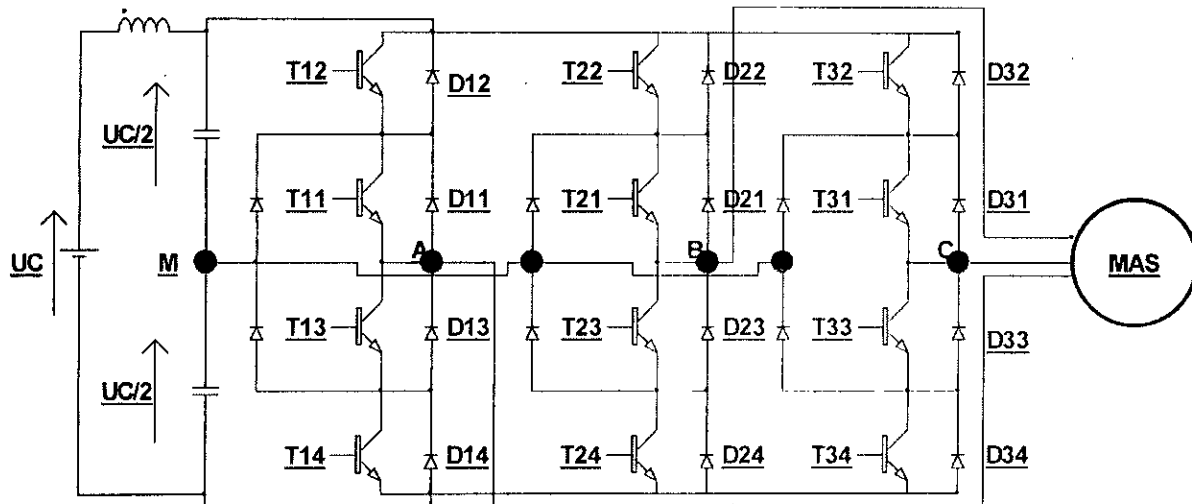 T12 D12 T22 D22 T32 D32
UC/2
T11 D11 T21 D21 T31 D31
UC M A B C MAS
T13 D13 T23 D23 T33 D33
UC/2
T14 D14 T24 D24 T34 D34